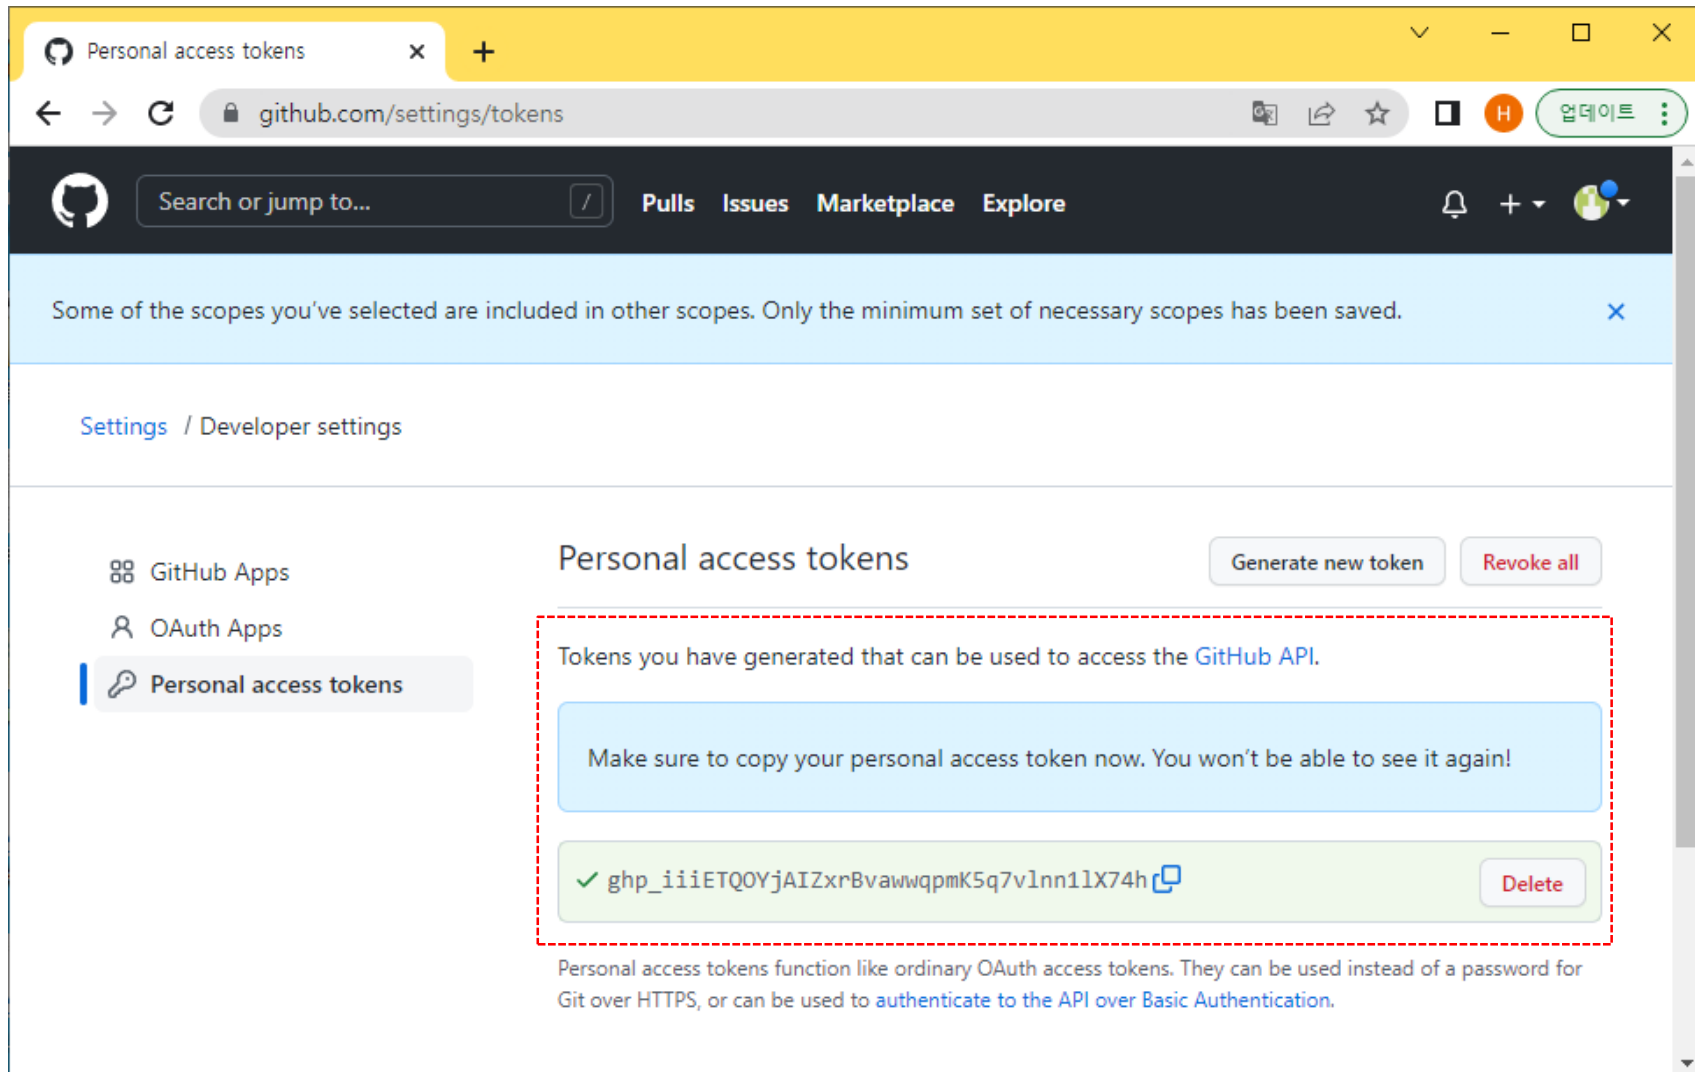 Personal access tokens
github.com/settings/tokens
H
업데이트
Search or jump to...
/
Pulls Issues Marketplace Explore
Some of the scopes you've selected are included in other scopes. Only the minimum set of necessary scopes has been saved.
Settings / Developer settings
GitHub Apps
OAuth Apps
Personal access tokens
Personal access tokens
Generate new token
Revoke all
Tokens you have generated that can be used to access the GitHub API.
Make sure to copy your personal access token now. You won't be able to see it again!
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
Delete
Personal access tokens function like ordinary OAuth access tokens. They can be used instead of a password for
Git over HTTPS, or can be used to authenticate to the API over Basic Authentication.